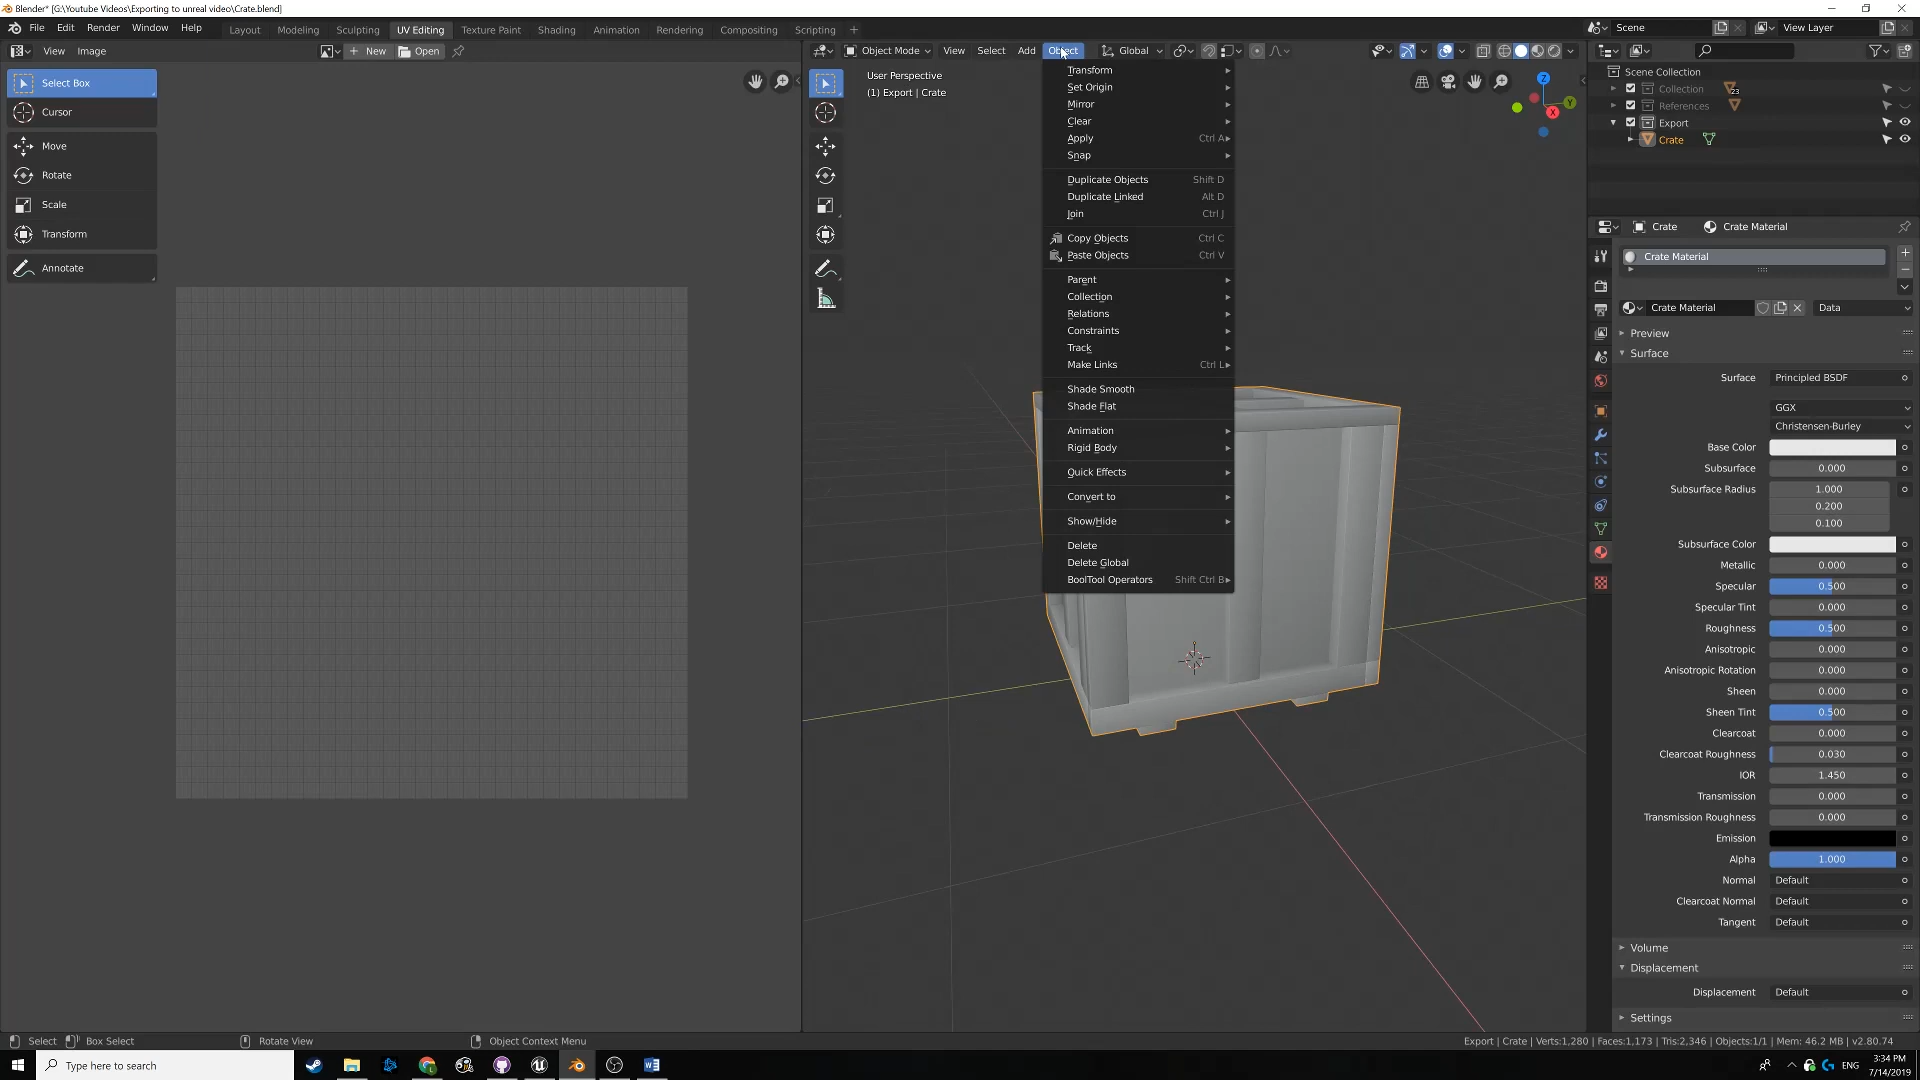 Blender* [G:\Youtube Videos\Exporting to unreal video\Crate.blend]
File Edit Render Window Help
Layout Modeling Sculpting UV Editing Texture Paint Shading Animation Rendering Compositing Scripting +
Scene
View Layer
View Image
New
Open
Object Mode View Select Add Object
Global
Select Box
Cursor
Move
Rotate
Scale
Transform
Annotate
User Perspective
(1) Export | Crate
Transform
Set Origin
Mirror
Clear
Apply Ctrl A
Snap
Duplicate Objects Shift D
Duplicate Linked Alt D
Join Ctrl J
Copy Objects Ctrl C
Paste Objects Ctrl V
Parent
Collection
Relations
Constraints
Track
Make Links Ctrl L
Shade Smooth
Shade Flat
Animation
Rigid Body
Quick Effects
Convert to
Show/Hide
Delete
Delete Global
BoolTool Operators Shift Ctrl B
Z
Y
X
Scene Collection
Collection 23
References
Export
Crate
Crate Crate Material
Crate Material
Crate Material Data
Preview
Surface
Surface Principled BSDF
GGX
Christensen-Burley
Base Color
Subsurface 0.000
Subsurface Radius 1.000
0.200
0.100
Subsurface Color
Metallic 0.000
Specular 0.500
Specular Tint 0.000
Roughness 0.500
Anisotropic 0.000
Anisotropic Rotation 0.000
Sheen 0.000
Sheen Tint 0.500
Clearcoat 0.000
Clearcoat Roughness 0.030
IOR 1.450
Transmission 0.000
Transmission Roughness 0.000
Emission
Alpha 1.000
Normal Default
Clearcoat Normal Default
Tangent Default
Volume
Displacement
Displacement Default
Settings
Select Box Select Rotate View Object Context Menu
Export | Crate | Verts:1,280 | Faces:1,173 | Tris:2,346 | Objects:1/1 | Mem: 46.2 MB | v2.80.74
Type here to search
ENG
3:34 PM
7/14/2019